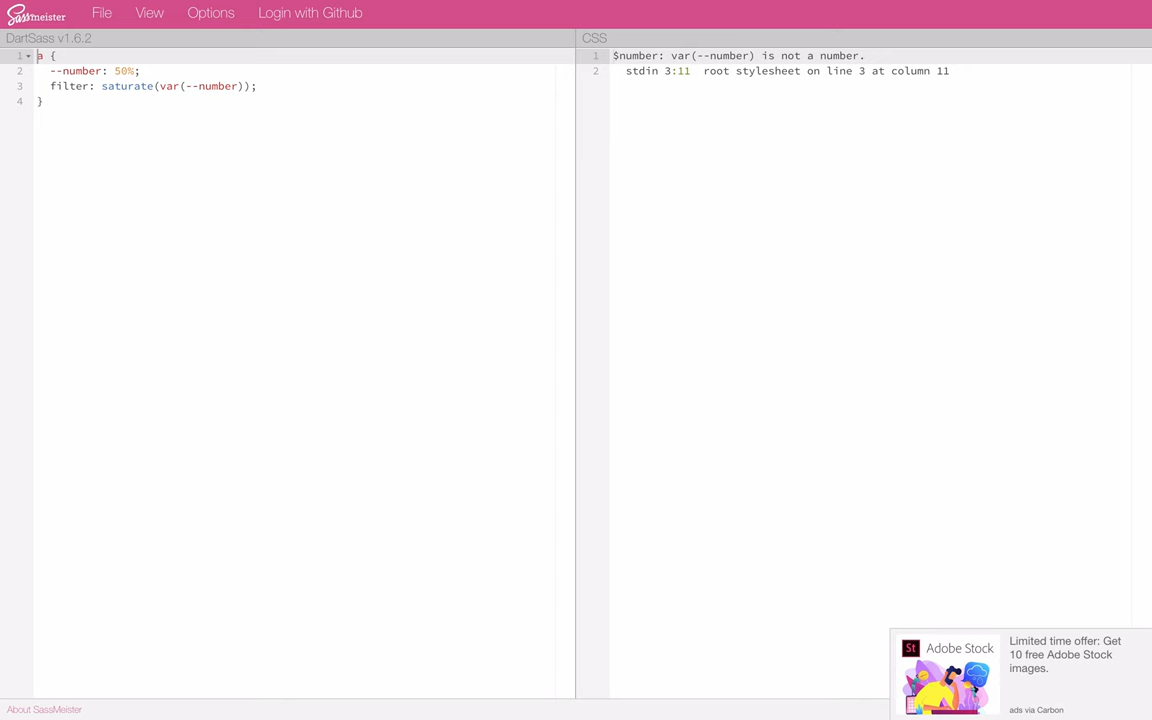 Sassmeister File View Options Login with Github
DartSass v1.6.2
1 a {
2 --number: 50%;
3 filter: saturate(var(--number));
4 }
CSS
1 $number: var(--number) is not a number.
2 stdin 3:11 root stylesheet on line 3 at column 11
St Adobe Stock
Limited time offer: Get
10 free Adobe Stock
images.
ads via Carbon
About SassMeister